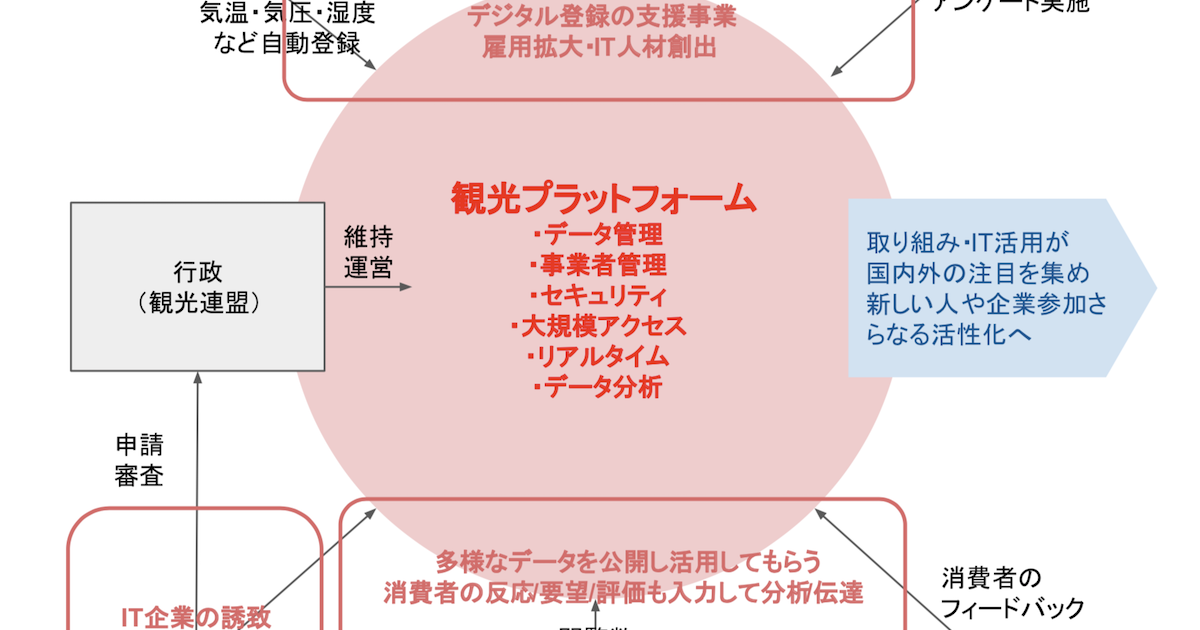 気温・気圧・湿度
など自動登録
デジタル登録の支援事業
雇用拡大・IT人材創出
アンケート実施
観光プラットフォーム
・データ管理
・事業者管理
・セキュリティ
・大規模アクセス
・リアルタイム
・データ分析
行政
（観光連盟）
維持
運営
取り組み・IT活用が
国内外の注目を集め
新しい人や企業参加さ
らなる活性化へ
申請
審査
多様なデータを公開し活用してもらう
消費者の反応/要望/評価も入力して分析/伝達
消費者の
フィードバック
IT企業の誘致